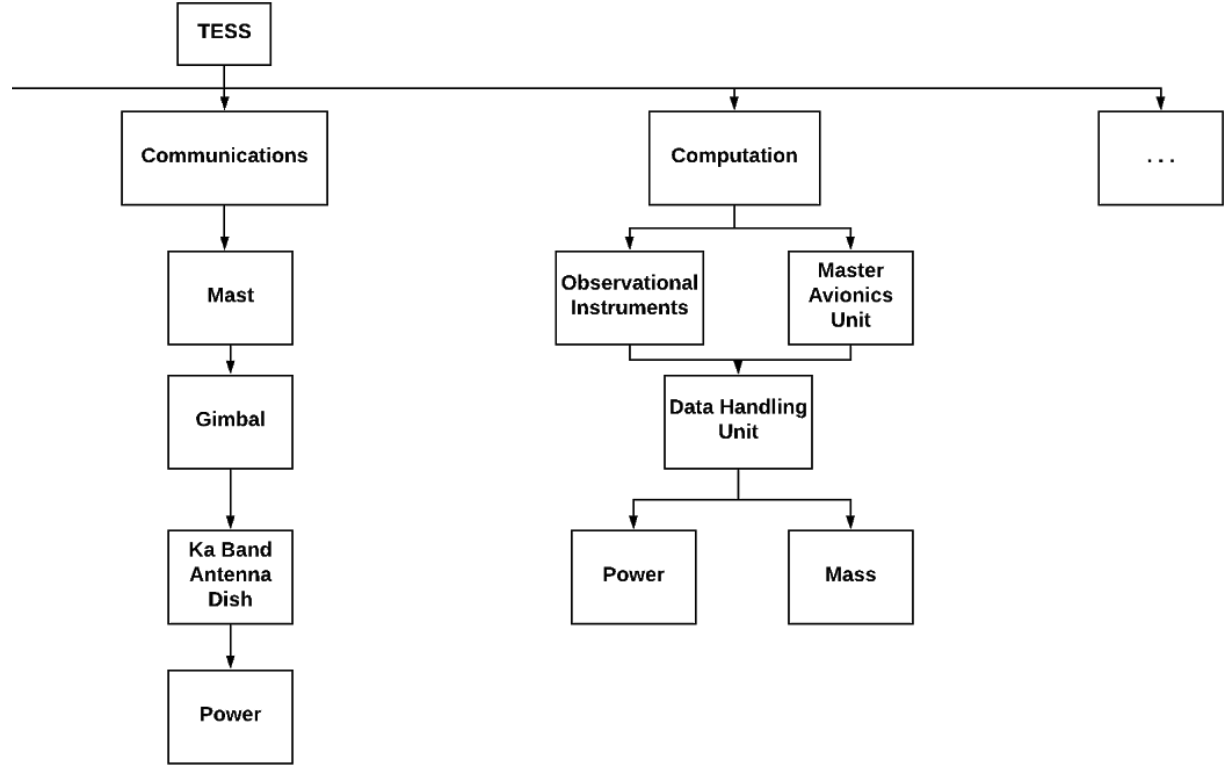 TESS
Communications
Computation
. . .
Mast
Observational
Instruments
Master
Avionics
Unit
Gimbal
Data Handling
Unit
Ka Band
Antenna
Dish
Power
Mass
Power